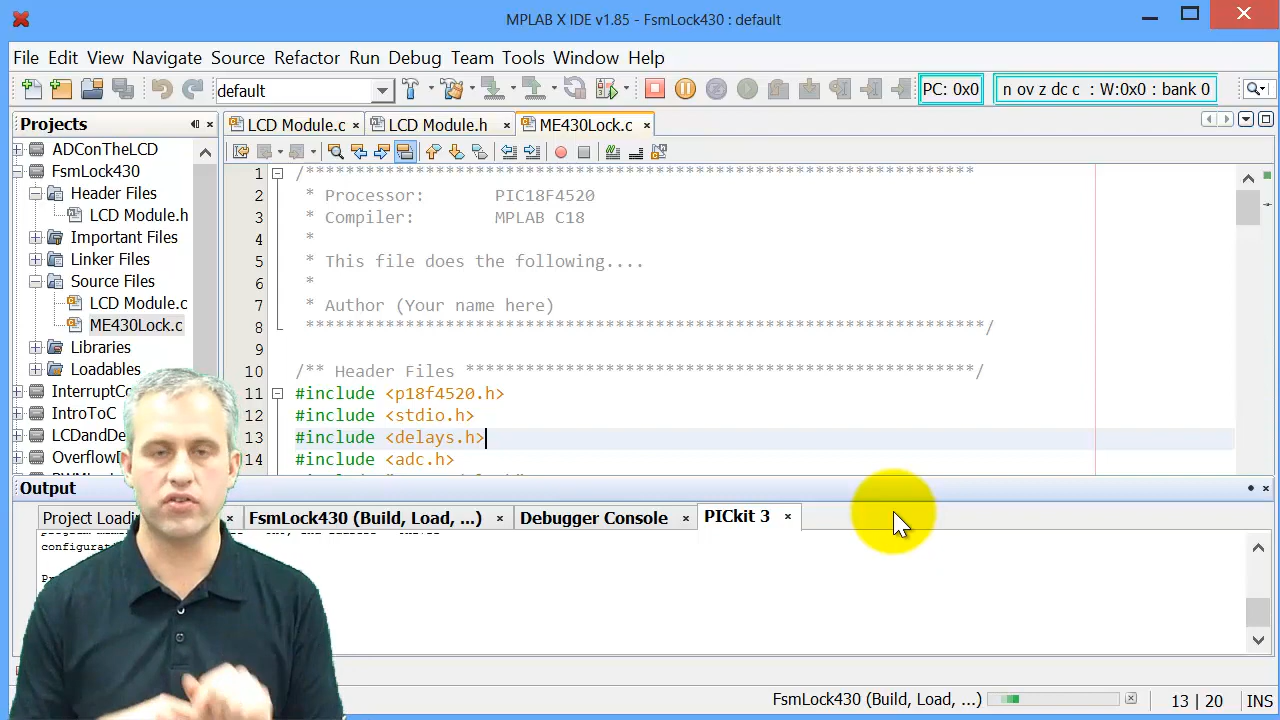 MPLAB X IDE v1.85 - FsmLock430 : default
File Edit View Navigate Source Refactor Run Debug Team Tools Window Help
default
PC: 0x0
n ov z dc c : W:0x0 : bank 0
Projects
LCD Module.c
LCD Module.h
ME430Lock.c
ADConTheLCD
FsmLock430
Header Files
LCD Module.h
Important Files
Linker Files
Source Files
LCD Module.c
ME430Lock.c
Libraries
Loadables
InterruptCo
IntroToC
LCDandDe
OverflowD
1 /************************************************************************
2 * Processor: PIC18F4520
3 * Compiler: MPLAB C18
4 *
5 * This file does the following....
6 *
7 * Author (Your name here)
8 *************************************************************************/
9
10 /** Header Files ****************************************************/
11 #include <p18f4520.h>
12 #include <stdio.h>
13 #include <delays.h>
14 #include <adc.h>
Output
Project Loadi
FsmLock430 (Build, Load, ...)
Debugger Console
PICkit 3
configurat
FsmLock430 (Build, Load, ...)
13 | 20
INS